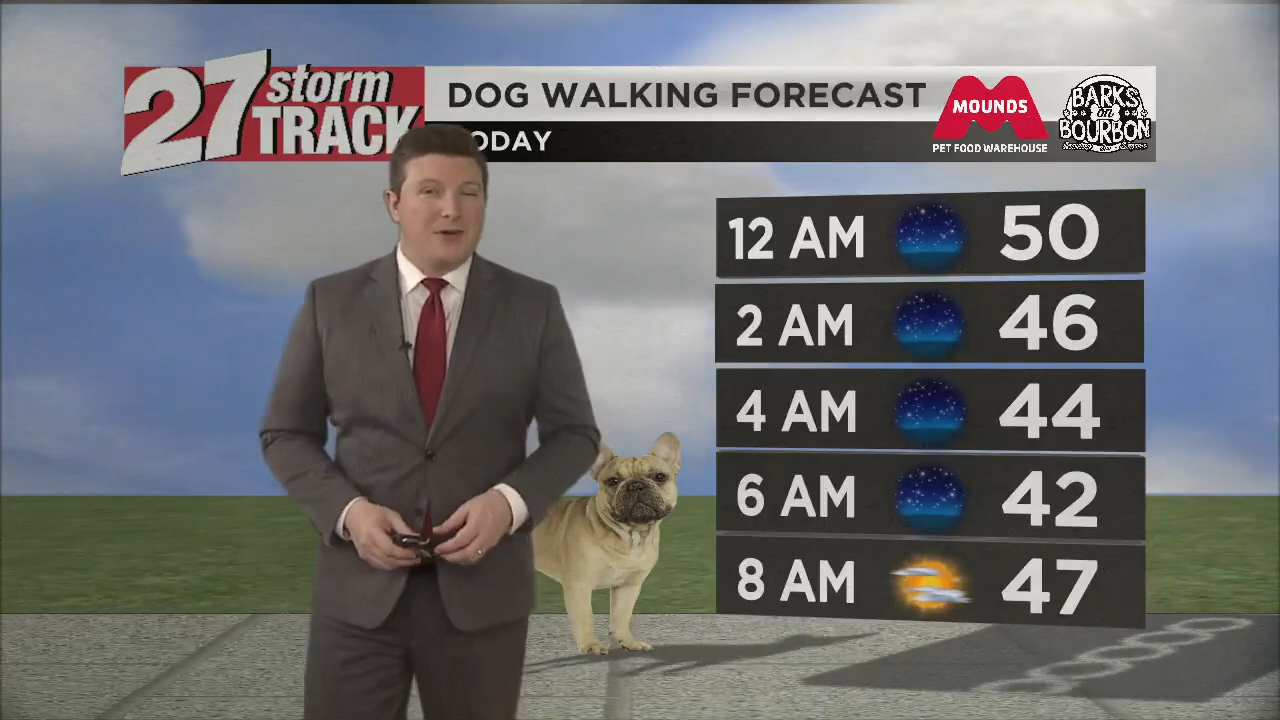 27 storm TRACK
DOG WALKING FORECAST
ODAY
MOUNDS
PET FOOD WAREHOUSE
BARKS
on
BOURBON
12 AM 50
2 AM 46
4 AM 44
6 AM 42
8 AM 47